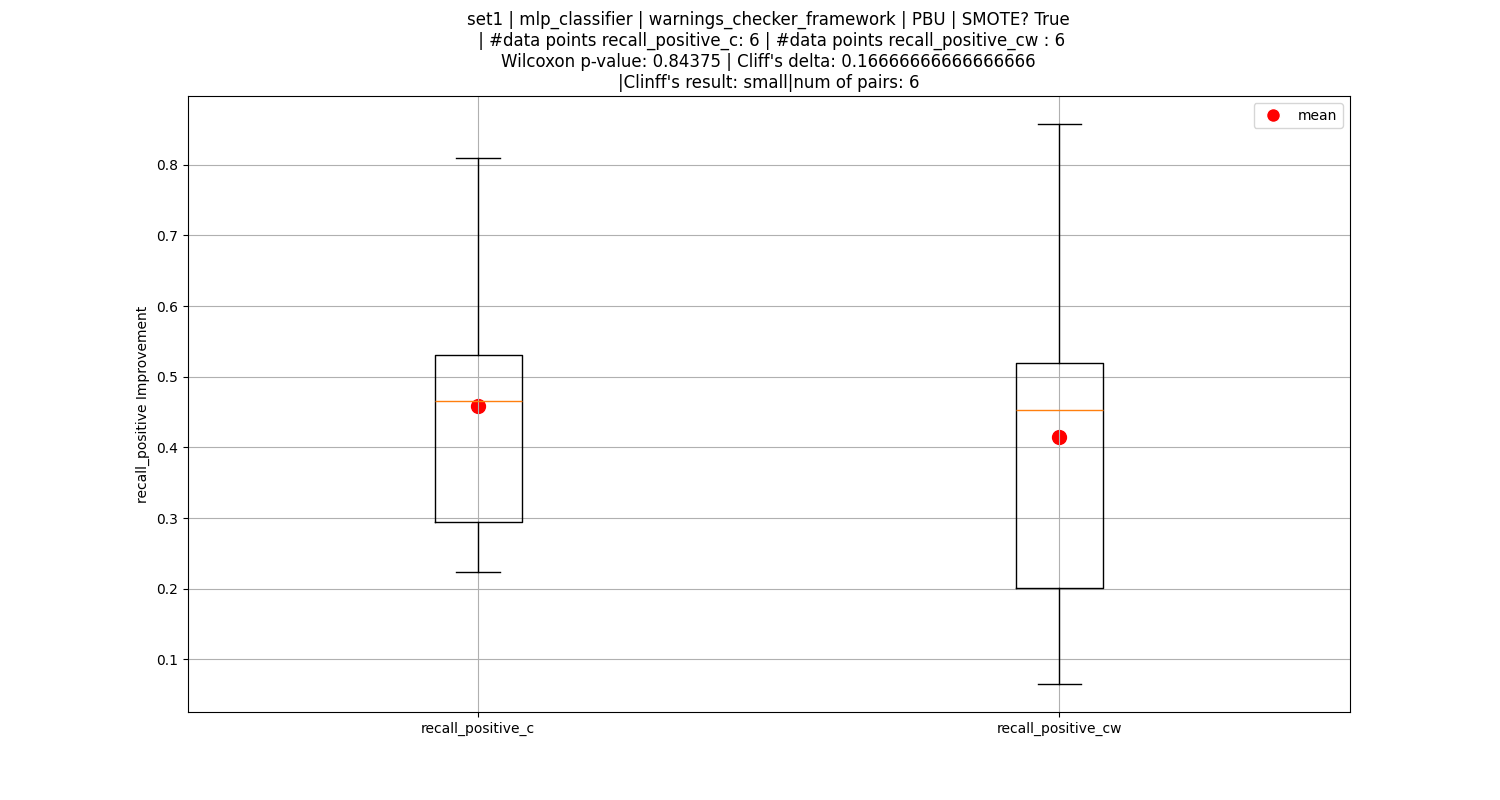 set1 | mlp_classifier | warnings_checker_framework | PBU | SMOTE? True
| #data points recall_positive_c: 6 | #data points recall_positive_cw : 6
Wilcoxon p-value: 0.84375 | Cliff's delta: 0.16666666666666666
|Clinff's result: small|num of pairs: 6
mean
0.8
0.7
0.6
0.5
0.4
0.3
0.2
0.1
recall_positive Improvement
recall_positive_c
recall_positive_cw